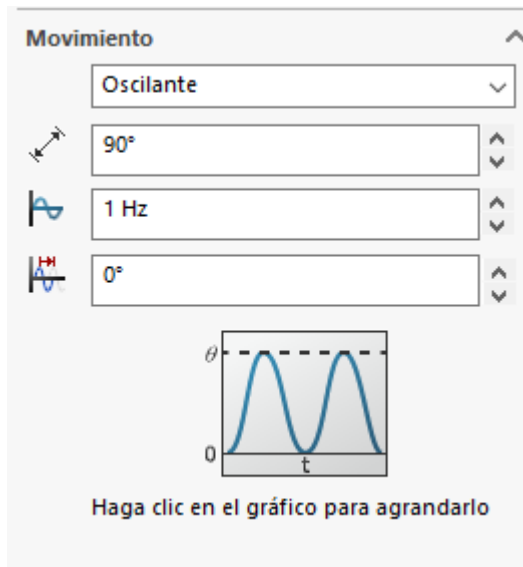 Movimiento
Oscilante
90°
1 Hz
0°
θ
0
t
Haga clic en el gráfico para agrandarlo